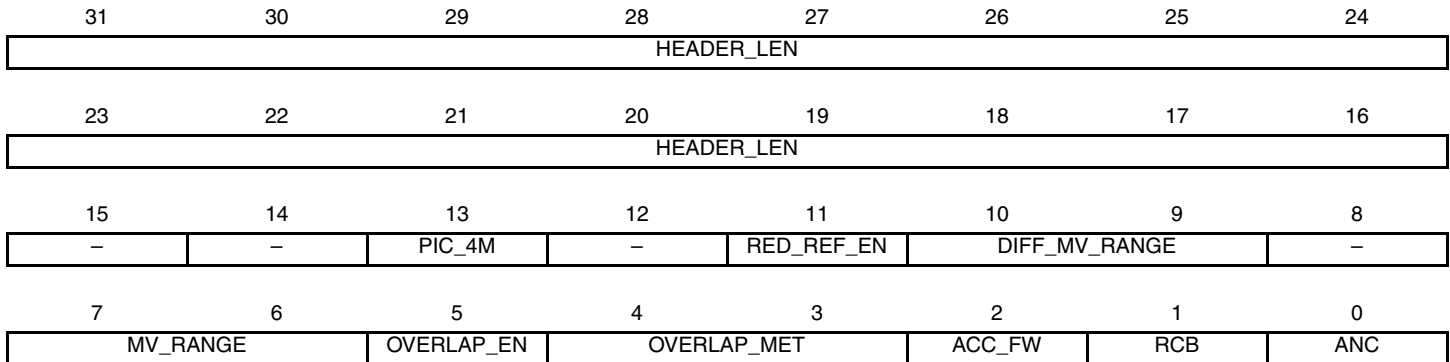 31 30 29 28 27 26 25 24
HEADER_LEN
23 22 21 20 19 18 17 16
HEADER_LEN
15 14 13 12 11 10 9 8
– – PIC_4M – RED_REF_EN DIFF_MV_RANGE –
7 6 5 4 3 2 1 0
MV_RANGE OVERLAP_EN OVERLAP_MET ACC_FW RCB ANC